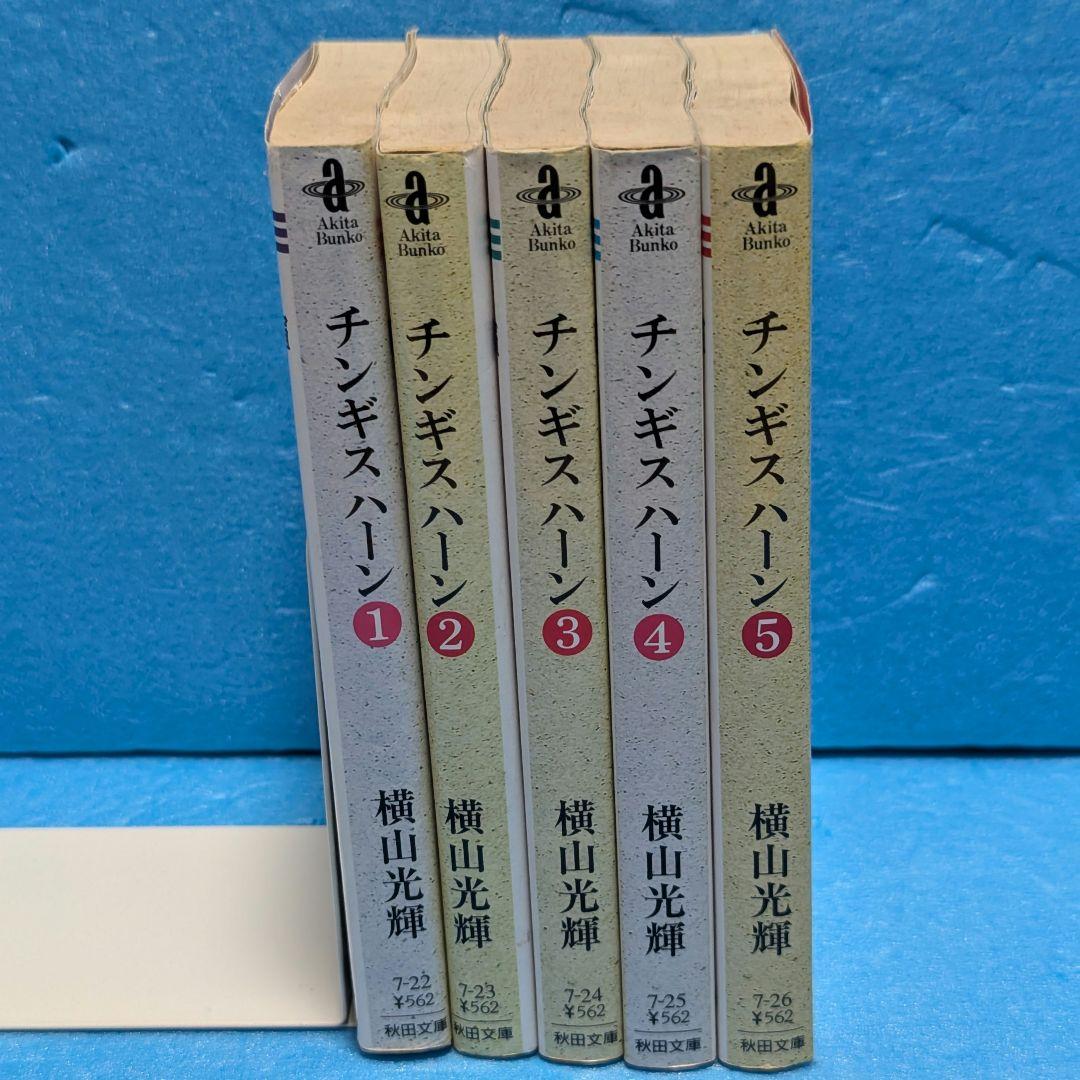 a
Akita
Bunko
チンギスハーン
1
横山光輝
7-22
¥562
秋田文庫
a
Akita
Bunko
チンギスハーン
2
横山光輝
7-23
¥562
秋田文庫
a
Akita
Bunko
チンギスハーン
3
横山光輝
7-24
¥562
秋田文庫
a
Akita
Bunko
チンギスハーン
4
横山光輝
7-25
¥562
秋田文庫
a
Akita
Bunko
チンギスハーン
5
横山光輝
7-26
¥562
秋田文庫